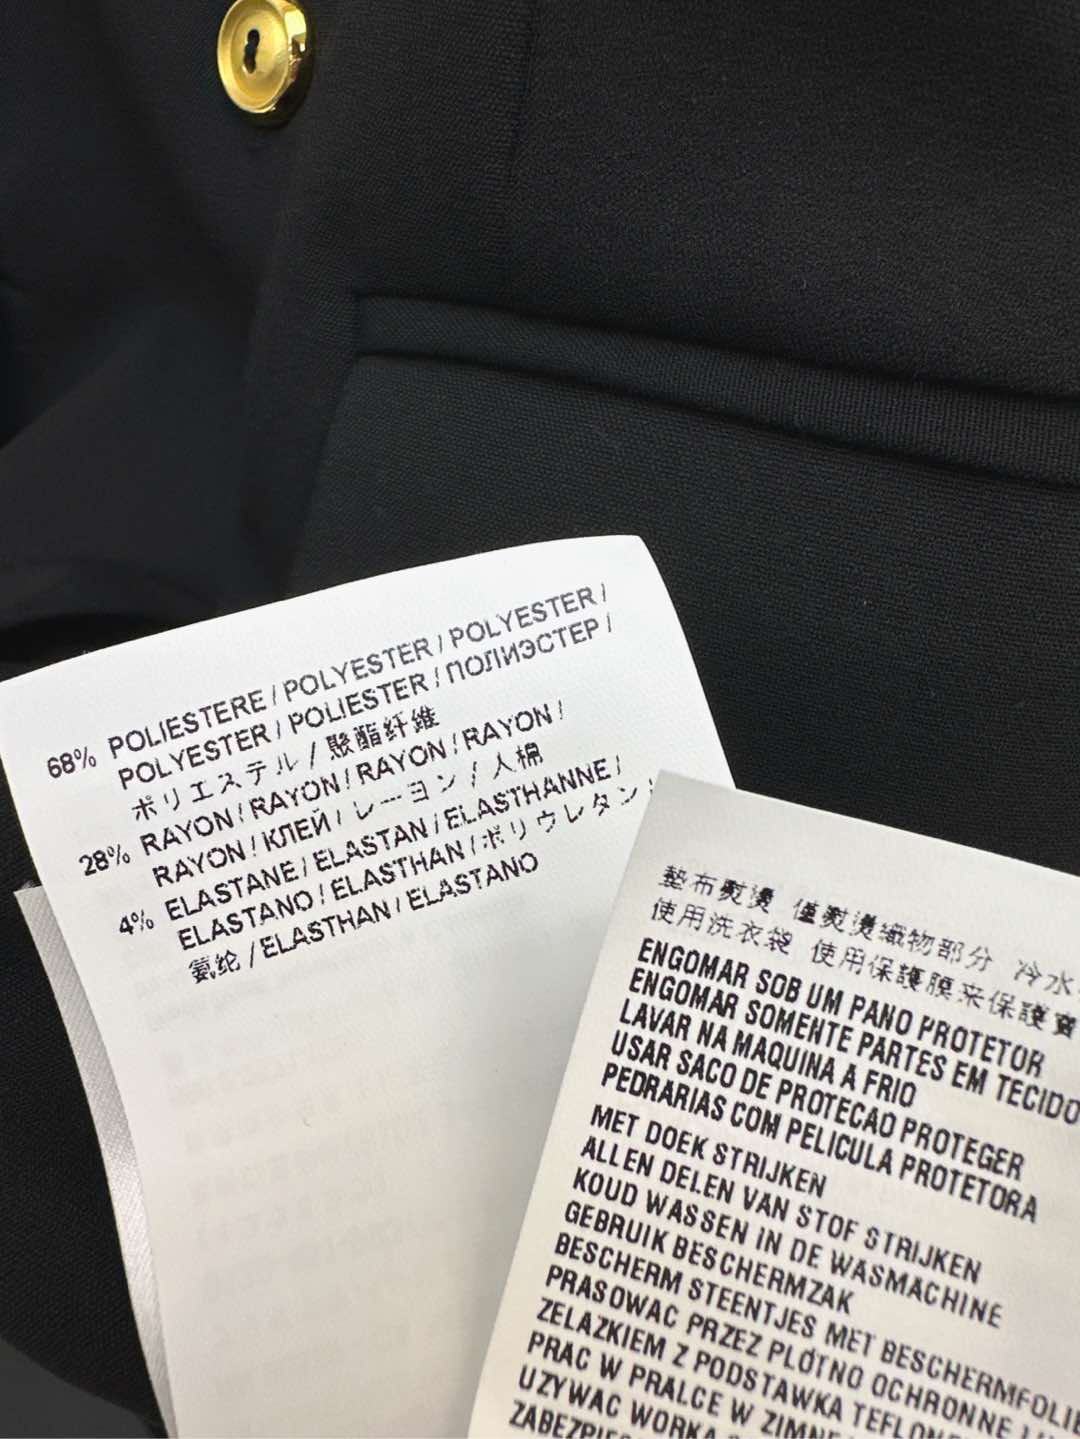 68% POLIESTERE / POLYESTER / POLYESTER /
POLYESTER / POLIESTER / ПОЛИЭСТЕР /
ポリエステル / 聚酯纤维
28% RAYON / RAYON / RAYON / RAYON /
RAYON / КЛЕЙ / レーヨン / 人棉
4% ELASTANE / ELASTAN / ELASTHANNE /
ELASTANO / ELASTHAN / ポリウレタン /
氨纶 / ELASTHAN / ELASTANO
墊布熨燙 僅熨燙織物部分 冷水
使用洗衣袋 使用保護膜来保護寶
ENGOMAR SOB UM PANO PROTETOR
ENGOMAR SOMENTE PARTES EM TECIDO
LAVAR NA MAQUINA A FRIO
USAR SACO DE PROTECAO PROTEGER
PEDRARIAS COM PELICULA PROTETORA
MET DOEK STRIJKEN
ALLEN DELEN VAN STOF STRIJKEN
KOUD WASSEN IN DE WASMACHINE
GEBRUIK BESCHERMZAK
BESCHERM STEENTJES MET BESCHERMFOLIE
PRASOWAC PRZEZ PLOTNO OCHRONNE
ZELAZKIEM Z PODSTAWKA
PRAC W PRALCE W
UZYWAC WORKA